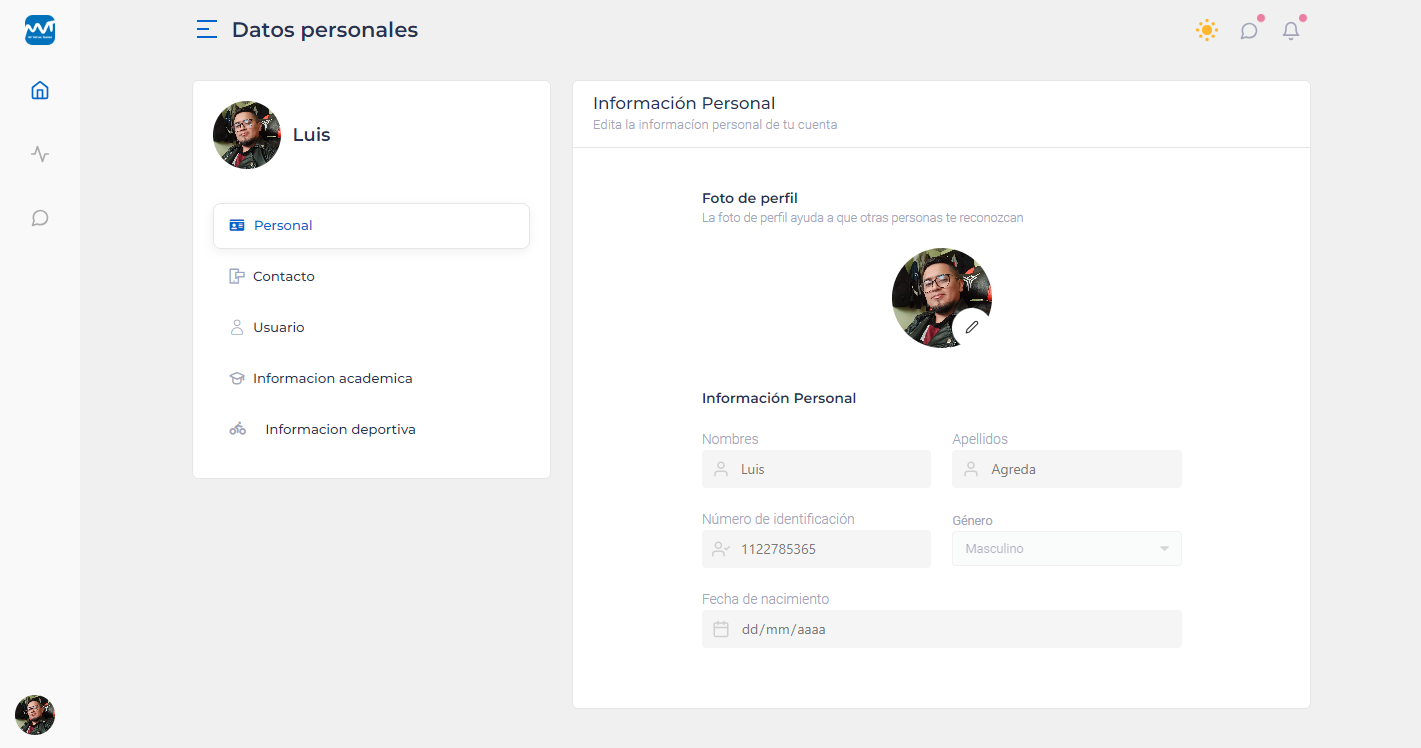 Datos personales
Luis
Personal
Contacto
Usuario
Informacion academica
Informacion deportiva
Información Personal
Edita la informacíon personal de tu cuenta
Foto de perfil
La foto de perfil ayuda a que otras personas te reconozcan
Información Personal
Nombres
Apellidos
Luis
Agreda
Número de identificación
Género
1122785365
Masculino
Fecha de nacimiento
dd/mm/aaaa